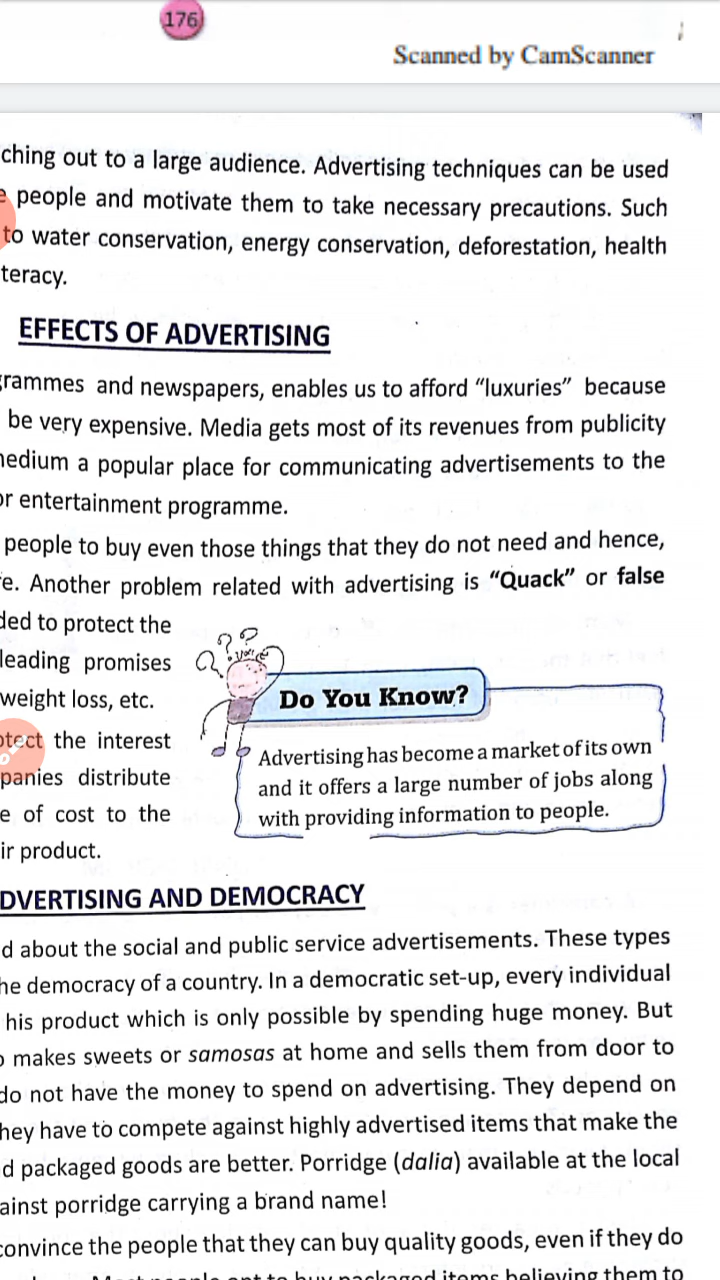 176
Scanned by CamScanner
ching out to a large audience. Advertising techniques can be used
people and motivate them to take necessary precautions. Such
to water conservation, energy conservation, deforestation, health
teracy.
EFFECTS OF ADVERTISING
grammes and newspapers, enables us to afford “luxuries” because
be very expensive. Media gets most of its revenues from publicity
nedium a popular place for communicating advertisements to the
or entertainment programme.
people to buy even those things that they do not need and hence,
e. Another problem related with advertising is “Quack” or false
ded to protect the
leading promises
weight loss, etc.
otect the interest
panies distribute
e of cost to the
ir product.
??
Do You Know?
Advertising has become a market of its own
and it offers a large number of jobs along
with providing information to people.
DVERTISING AND DEMOCRACY
d about the social and public service advertisements. These types
he democracy of a country. In a democratic set-up, every individual
his product which is only possible by spending huge money. But
o makes sweets or samosas at home and sells them from door to
do not have the money to spend on advertising. They depend on
hey have to compete against highly advertised items that make the
d packaged goods are better. Porridge (dalia) available at the local
ainst porridge carrying a brand name!
convince the people that they can buy quality goods, even if they do
packaged items believing them to